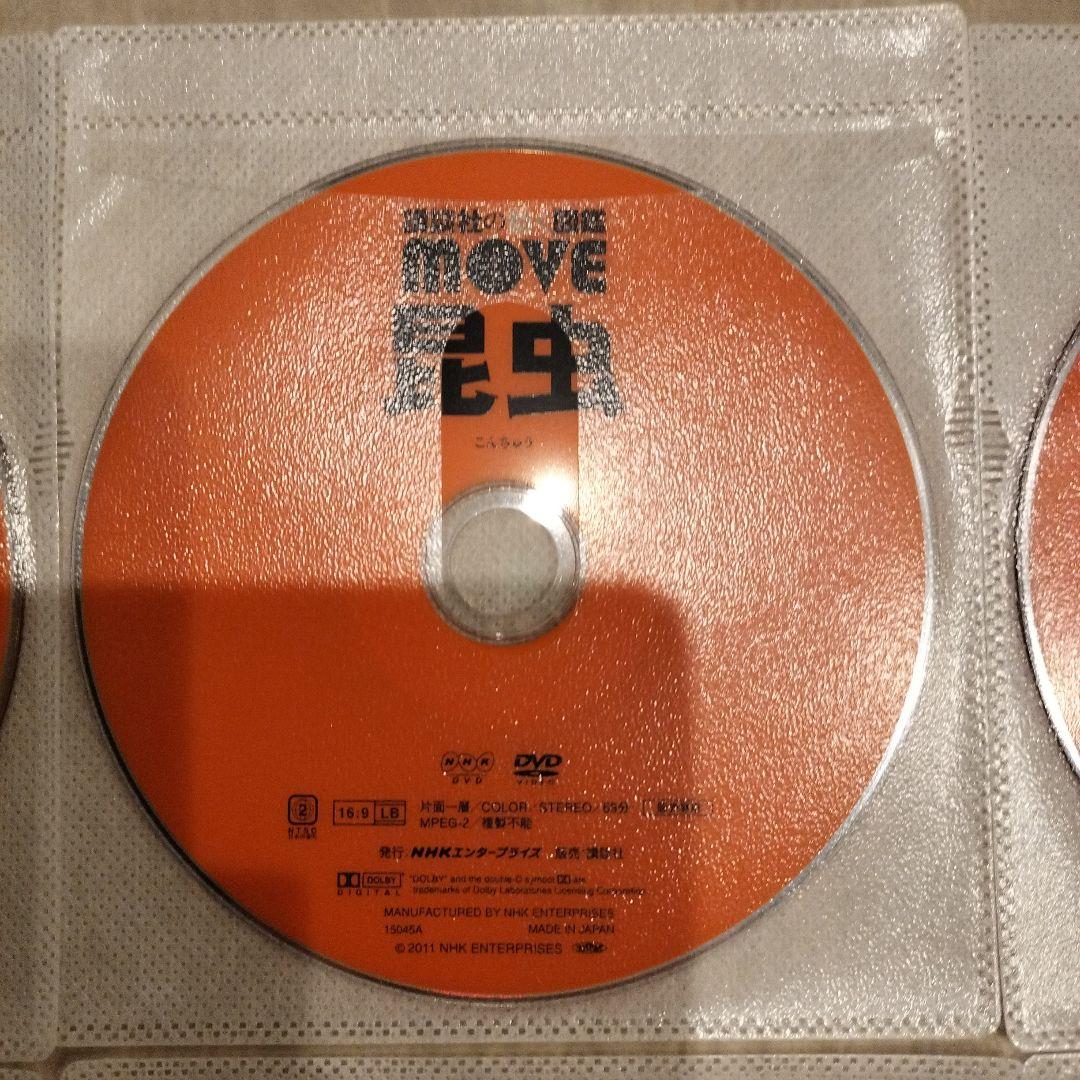 講談社の動く図鑑
MOVE
昆虫
こんちゅう
NHK DVD
DVD VIDEO
2 NTSC
16:9 LB
片面一層/COLOR/STEREO/63分
MPEG-2/複製不能
発行:NHKエンタープライズ 販売:講談社
DOLBY DIGITAL
"DOLBY" and the double-D symbol are
trademarks of Dolby Laboratories Licensing Corporation
MANUFACTURED BY NHK ENTERPRISES
15045A MADE IN JAPAN
© 2011 NHK ENTERPRISES